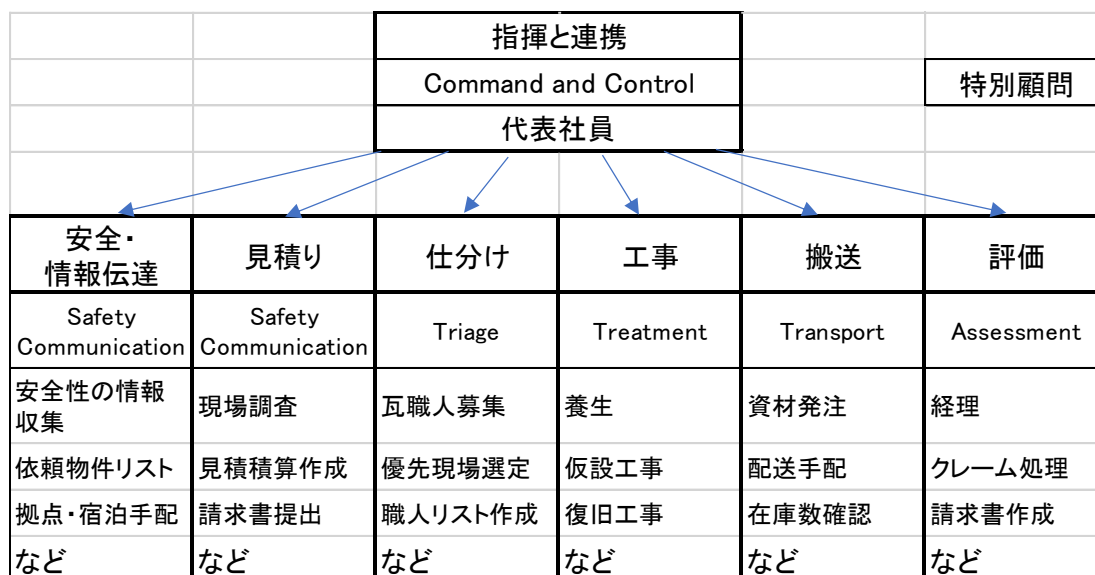 指揮と連携
Command and Control
特別顧問
代表社員
安全・
情報伝達
見積り
仕分け
工事
搬送
評価
Safety
Communication
Safety
Communication
Triage
Treatment
Transport
Assessment
安全性の情報
収集
現場調査
瓦職人募集
養生
資材発注
経理
依頼物件リスト
見積積算作成
優先現場選定
仮設工事
配送手配
クレーム処理
拠点・宿泊手配
請求書提出
職人リスト作成
復旧工事
在庫数確認
請求書作成
など
など
など
など
など
など